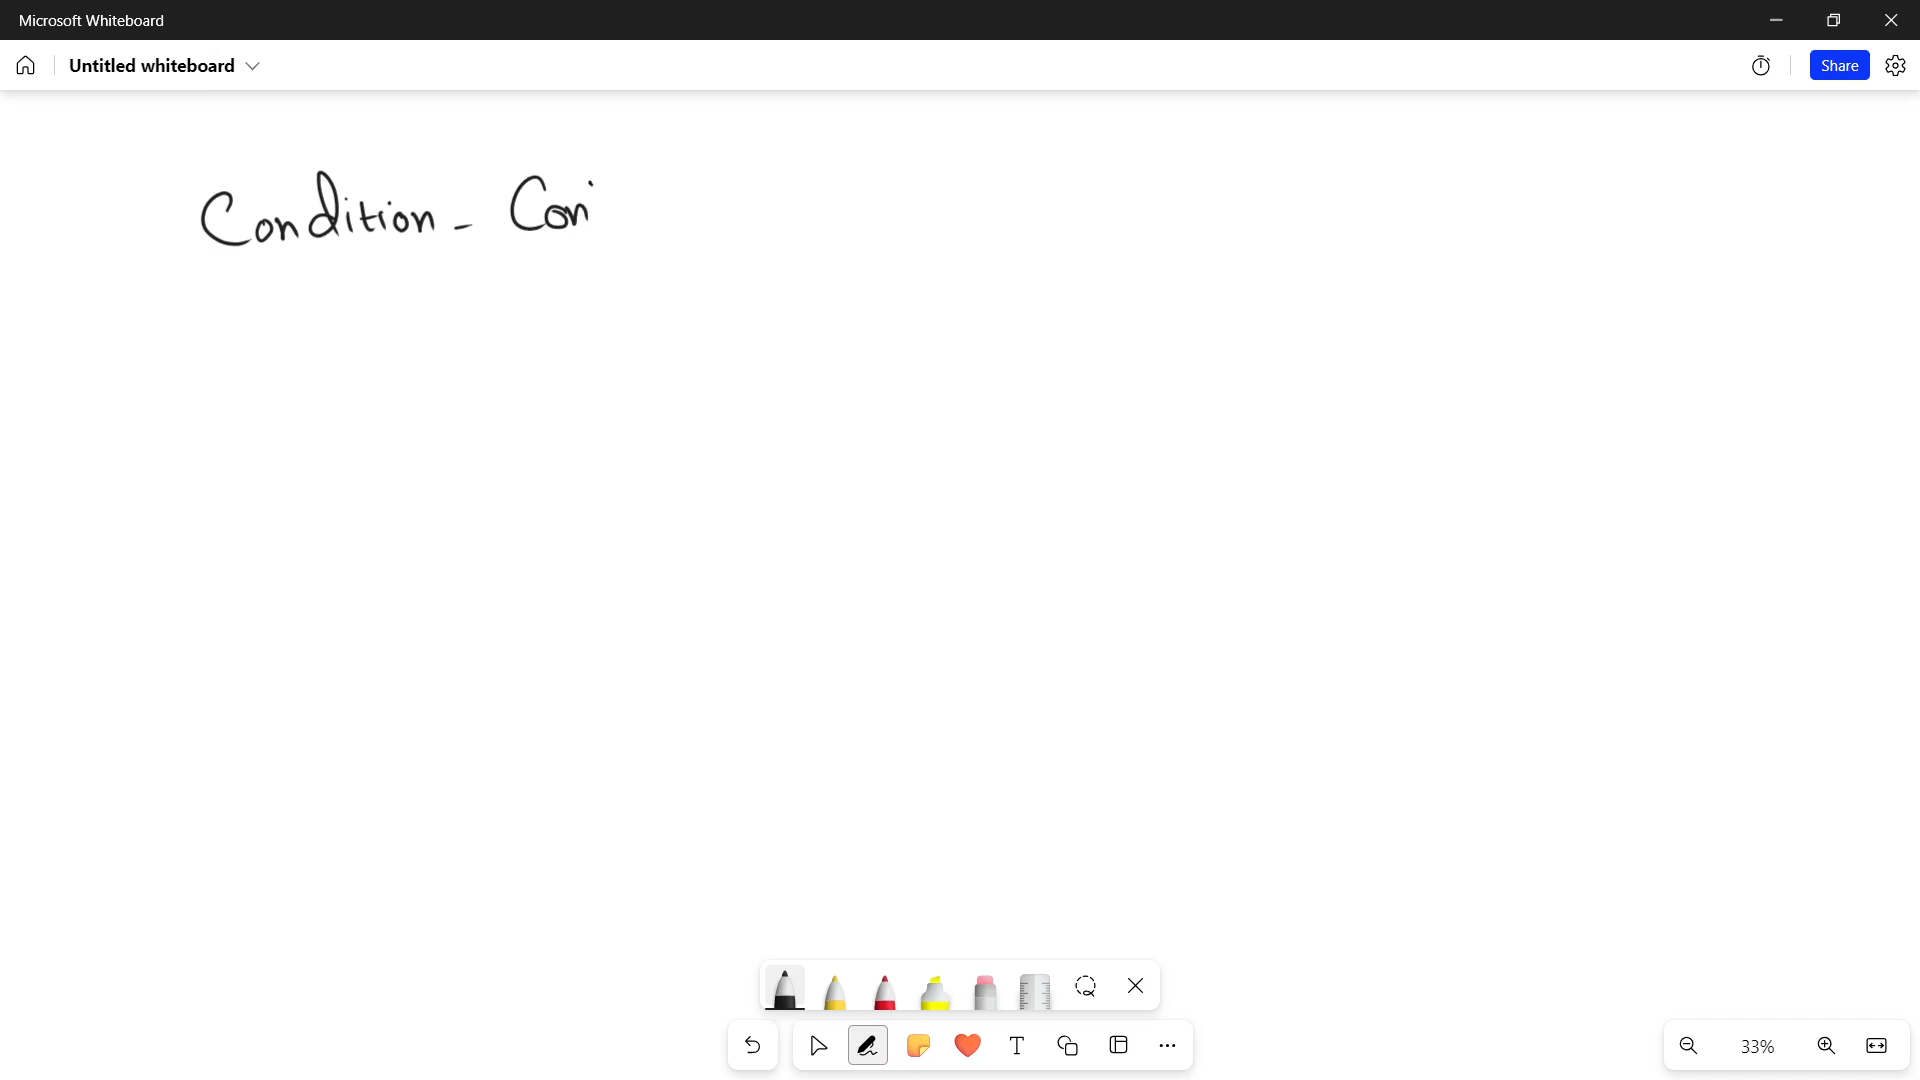 Microsoft Whiteboard
Untitled whiteboard
Share
Condition - Con
33%